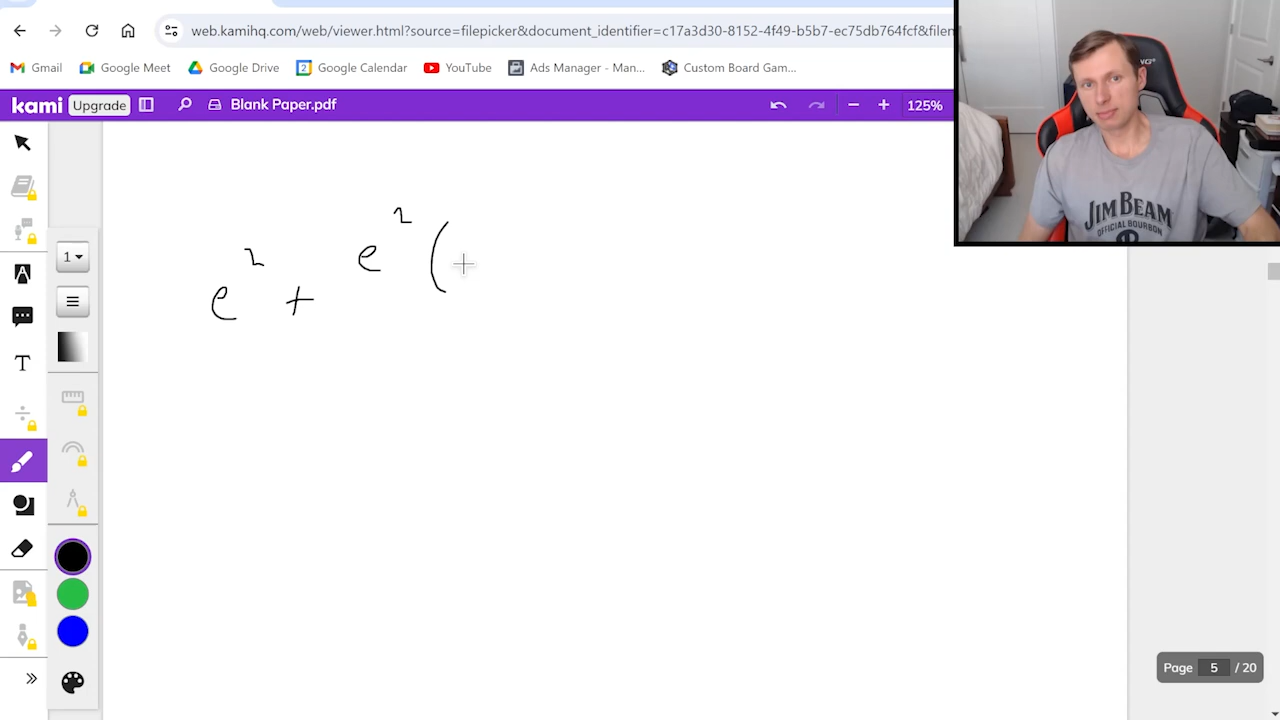 web.kamihq.com/web/viewer.html?source=filepicker&document_identifier=c17a3d30-8152-4f49-b5b7-ec75db764fcf&filen
Gmail Google Meet Google Drive 2 Google Calendar YouTube Ads Manager - Man... Custom Board Gam...
kami Upgrade Blank Paper.pdf 125%
JIM BEAM
OFFICIAL BOURBON
1
A
T
e² + e² (
Page 5 / 20